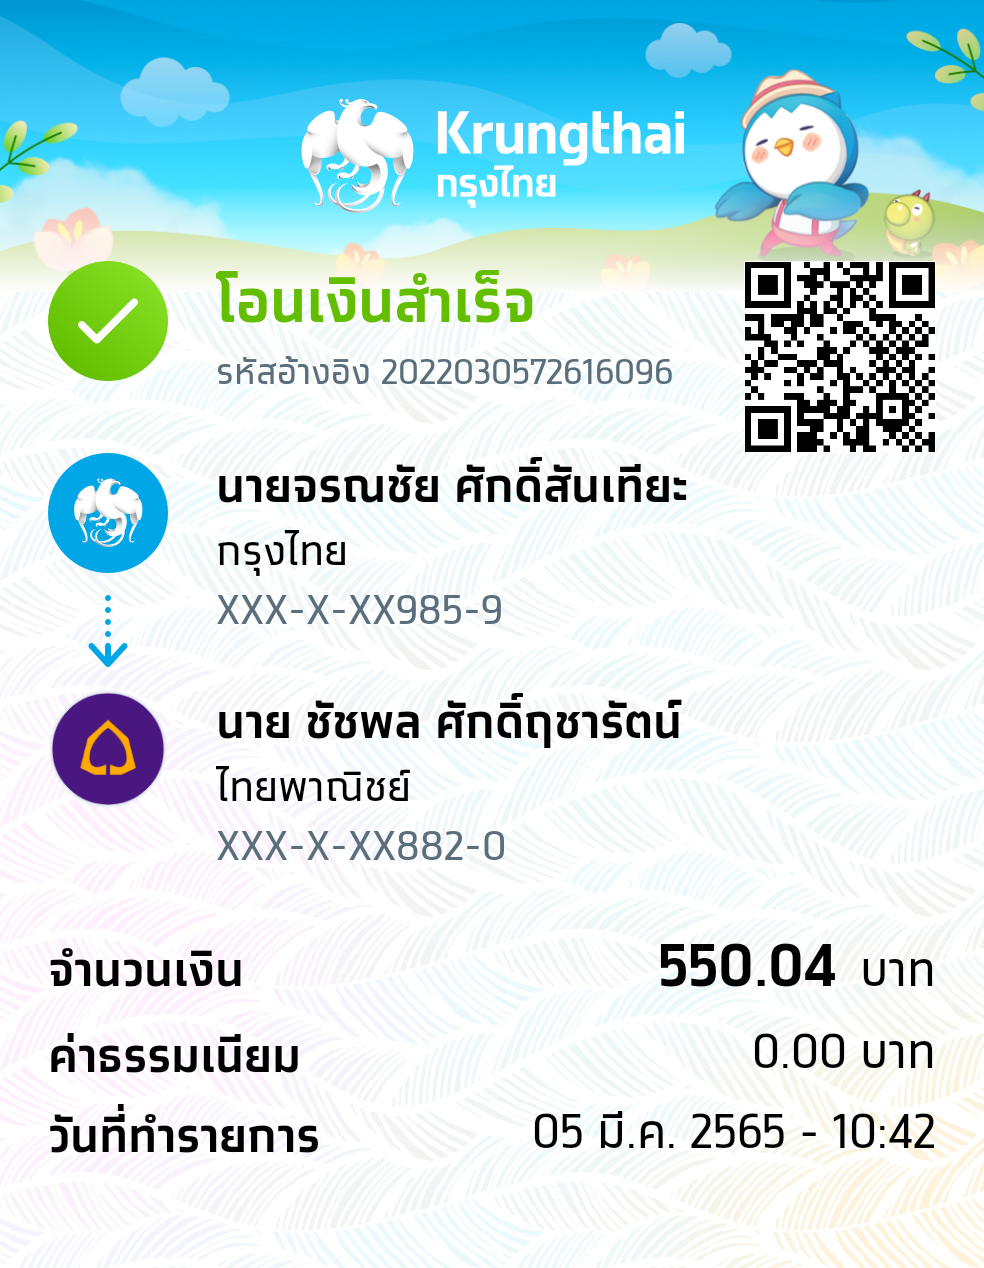 Krungthai
กรุงไทย
โอนเงินสำเร็จ
รหัสอ้างอิง 2022030572616096
นายจรณชัย ศักดิ์สันเทียะ
กรุงไทย
XXX-X-XX985-9
นาย ชัชพล ศักดิ์ฤชารัตน์
ไทยพาณิชย์
XXX-X-XX882-0
จำนวนเงิน 550.04 บาท
ค่าธรรมเนียม 0.00 บาท
วันที่ทำรายการ 05 มี.ค. 2565 - 10:42